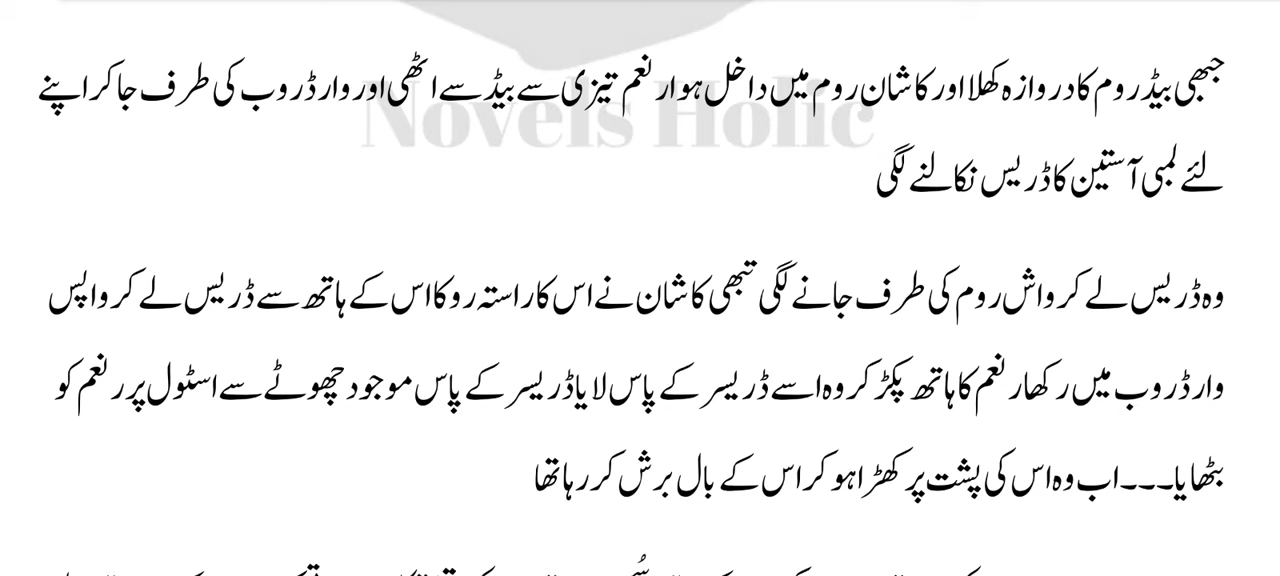 جبھی بیڈروم کا دروازہ کھلا اور کاشان روم میں داخل ہوا رنعم تیزی سے بیڈ سے اٹھی اور وارڈروب کی طرف جا کر اپنے
Novels Holic
لئے لمبی آستین کا ڈریس نکالنے لگی
وہ ڈریس لے کر واش روم کی طرف جانے لگی تبھی کاشان نے اس کا راستہ روکا اس کے ہاتھ سے ڈریس لے کر واپس
وارڈروب میں رکھا رنعم کا ہاتھ پکڑ کر وہ اسے ڈریسر کے پاس لایا ڈریسر کے پاس موجود چھوٹے سے اسٹول پر رنعم کو
بٹھایا۔۔۔ اب وہ اس کی پشت پر کھڑا ہو کر اس کے بال برش کر رہا تھا